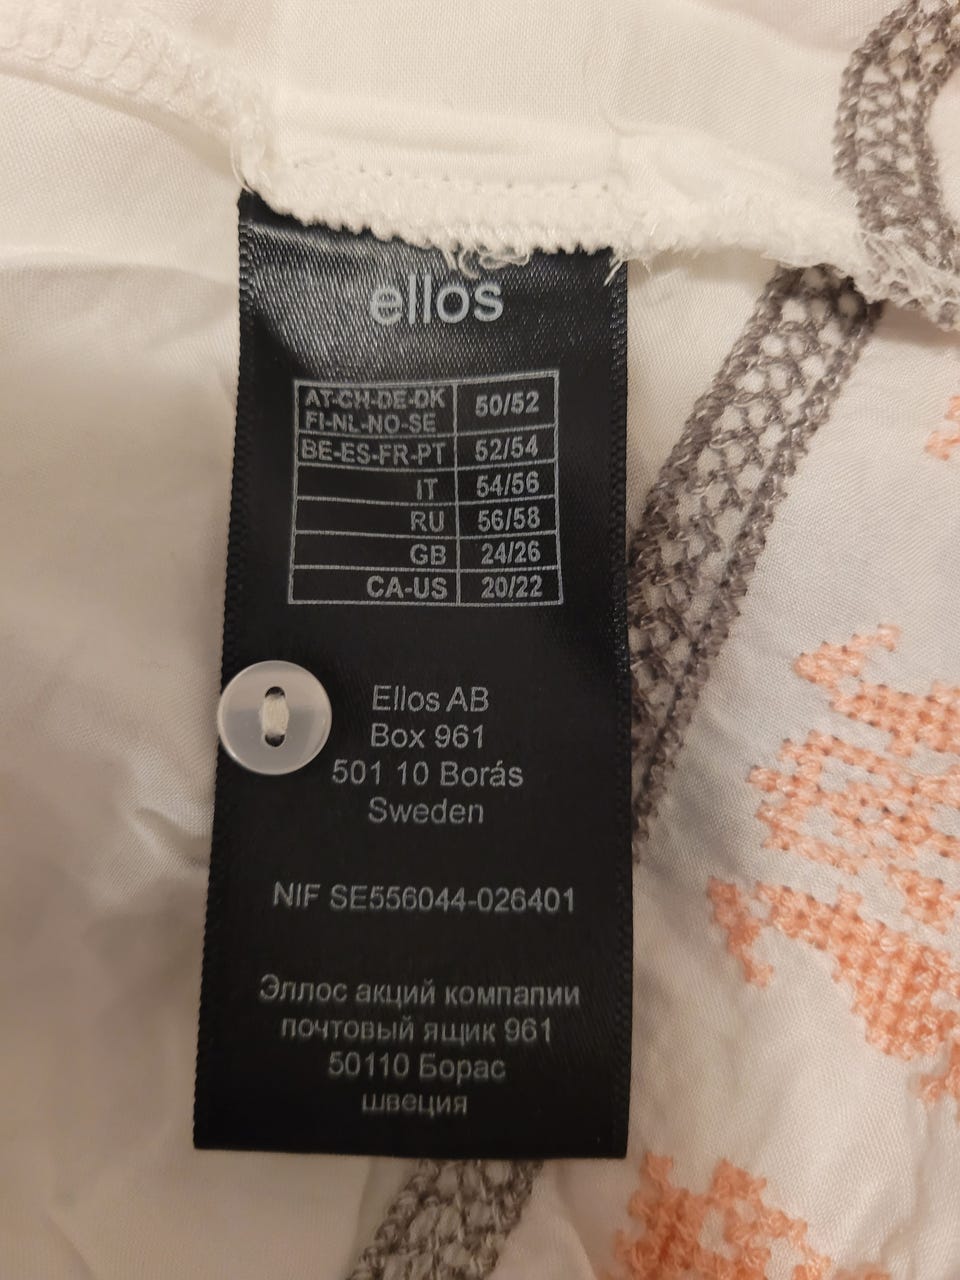 ellos
AT-CH-DE-DK
FI-NL-NO-SE 50/52
BE-ES-FR-PT 52/54
IT 54/56
RU 56/58
GB 24/26
CA-US 20/22
Ellos AB
Box 961
501 10 Borás
Sweden
NIF SE556044-026401
Эллос акций компапии
почтовый ящик 961
50110 Борас
швеция